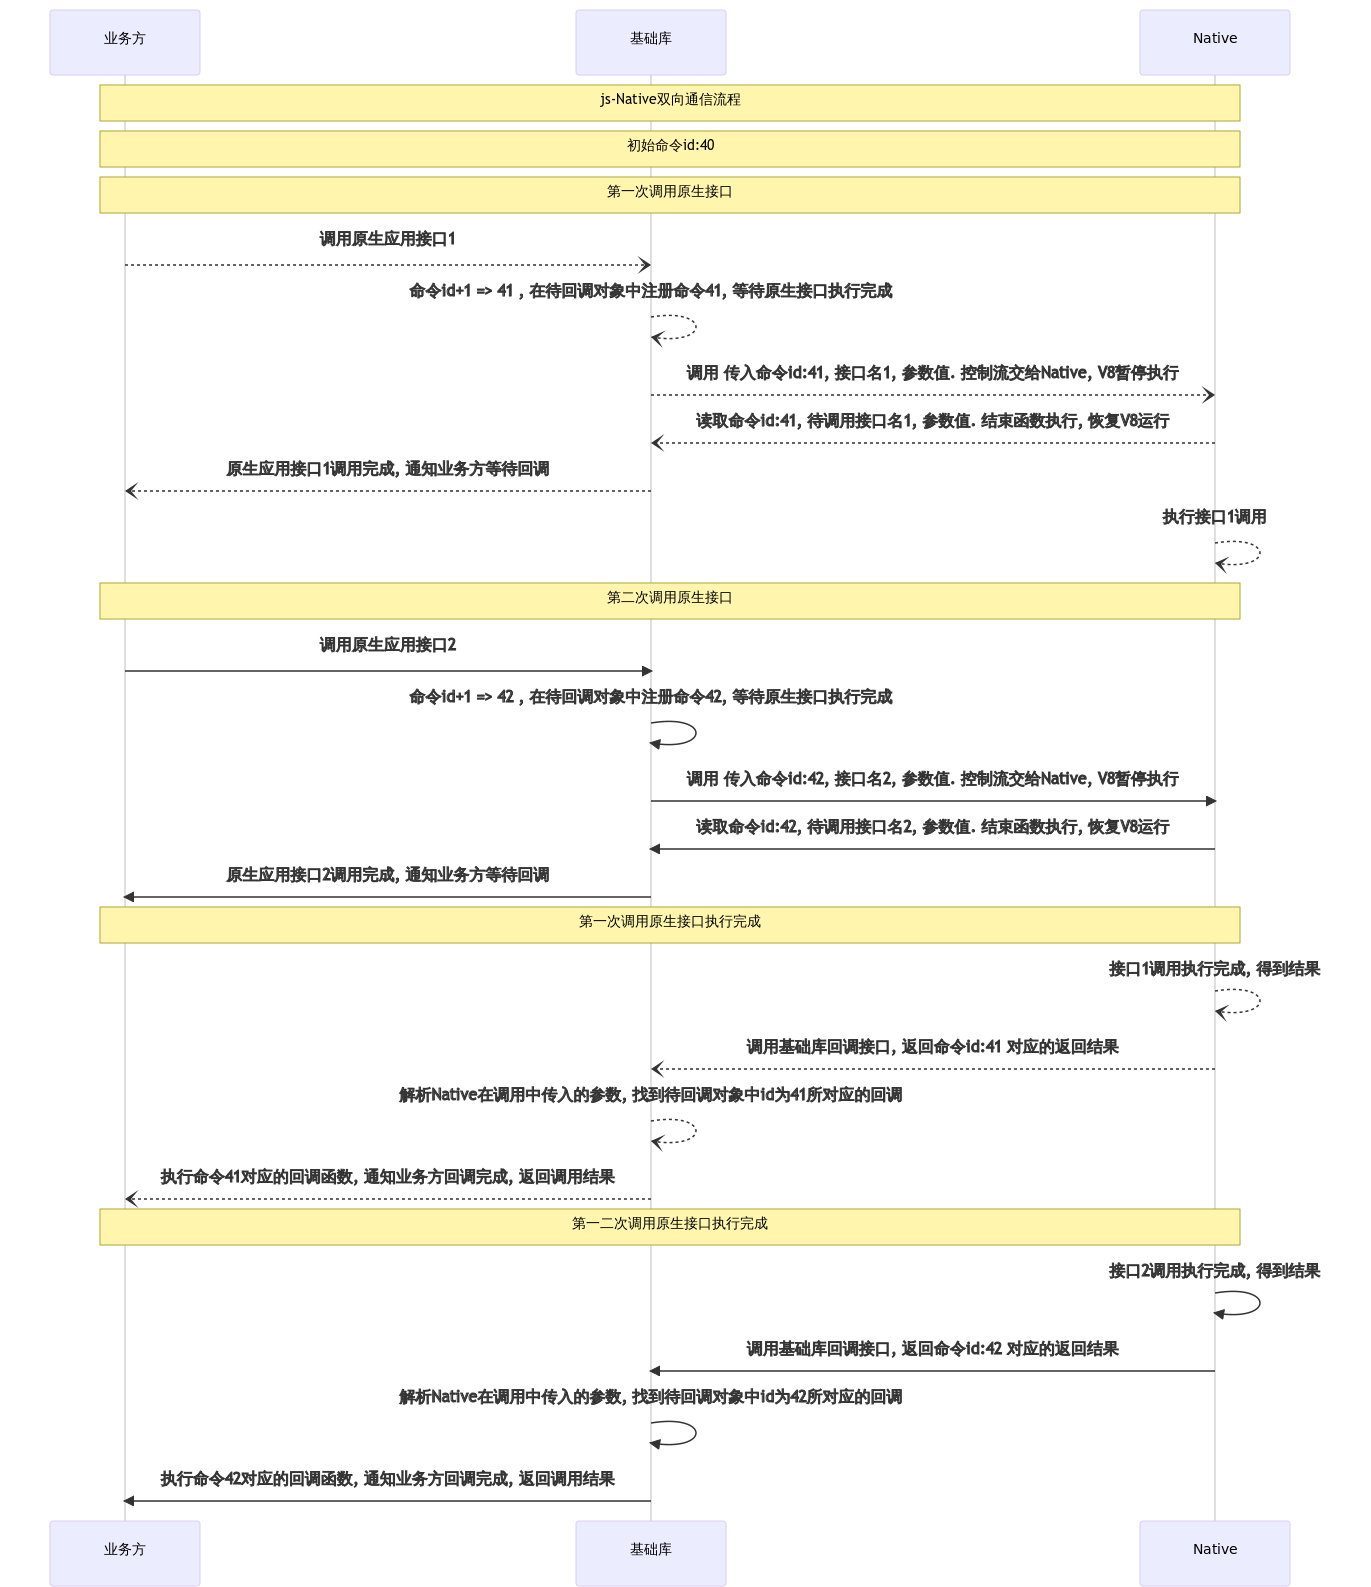 业务方
基础库
Native
js-Native双向通信流程
初始命令id:40
第一次调用原生接口
调用原生应用接口1
命令id+1 => 41 , 在待回调对象中注册命令41, 等待原生接口执行完成
调用 传入命令id:41, 接口名1, 参数值. 控制流交给Native, V8暂停执行
读取命令id:41, 待调用接口名1, 参数值. 结束函数执行, 恢复V8运行
原生应用接口1调用完成, 通知业务方等待回调
执行接口1调用
第二次调用原生接口
调用原生应用接口2
命令id+1 => 42 , 在待回调对象中注册命令42, 等待原生接口执行完成
调用 传入命令id:42, 接口名2, 参数值. 控制流交给Native, V8暂停执行
读取命令id:42, 待调用接口名2, 参数值. 结束函数执行, 恢复V8运行
原生应用接口2调用完成, 通知业务方等待回调
第一次调用原生接口执行完成
接口1调用执行完成, 得到结果
调用基础库回调接口, 返回命令id:41 对应的返回结果
解析Native在调用中传入的参数, 找到待回调对象中id为41所对应的回调
执行命令41对应的回调函数, 通知业务方回调完成, 返回调用结果
第一二次调用原生接口执行完成
接口2调用执行完成, 得到结果
调用基础库回调接口, 返回命令id:42 对应的返回结果
解析Native在调用中传入的参数, 找到待回调对象中id为42所对应的回调
执行命令42对应的回调函数, 通知业务方回调完成, 返回调用结果
业务方
基础库
Native